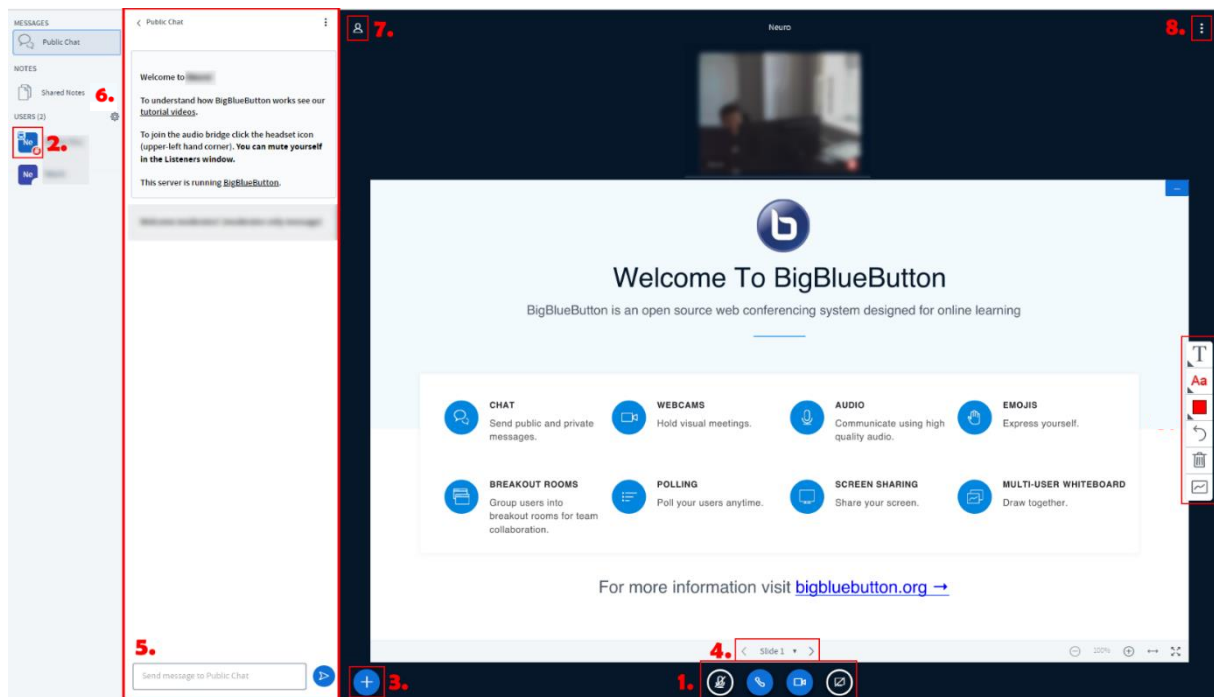 MESSAGES
Public Chat
NOTES
Shared Notes
6.
USERS (2)
Ne
2.
Ne
Public Chat
Welcome to
To understand how BigBlueButton works see our
tutorial videos.
To join the audio bridge click the headset icon
(upper-left hand corner). You can mute yourself
in the Listeners window.
This server is running BigBlueButton.
5.
Send message to Public Chat
7.
Neuro
8.
b
Welcome To BigBlueButton
BigBlueButton is an open source web conferencing system designed for online learning
CHAT
Send public and private
messages.
WEBCAMS
Hold visual meetings.
AUDIO
Communicate using high
quality audio.
EMOJIS
Express yourself.
BREAKOUT ROOMS
Group users into
breakout rooms for team
collaboration.
POLLING
Poll your users anytime.
SCREEN SHARING
Share your screen.
MULTI-USER WHITEBOARD
Draw together.
For more information visit bigbluebutton.org →
T
Aa
4.
Slide 1
100%
3.
1.